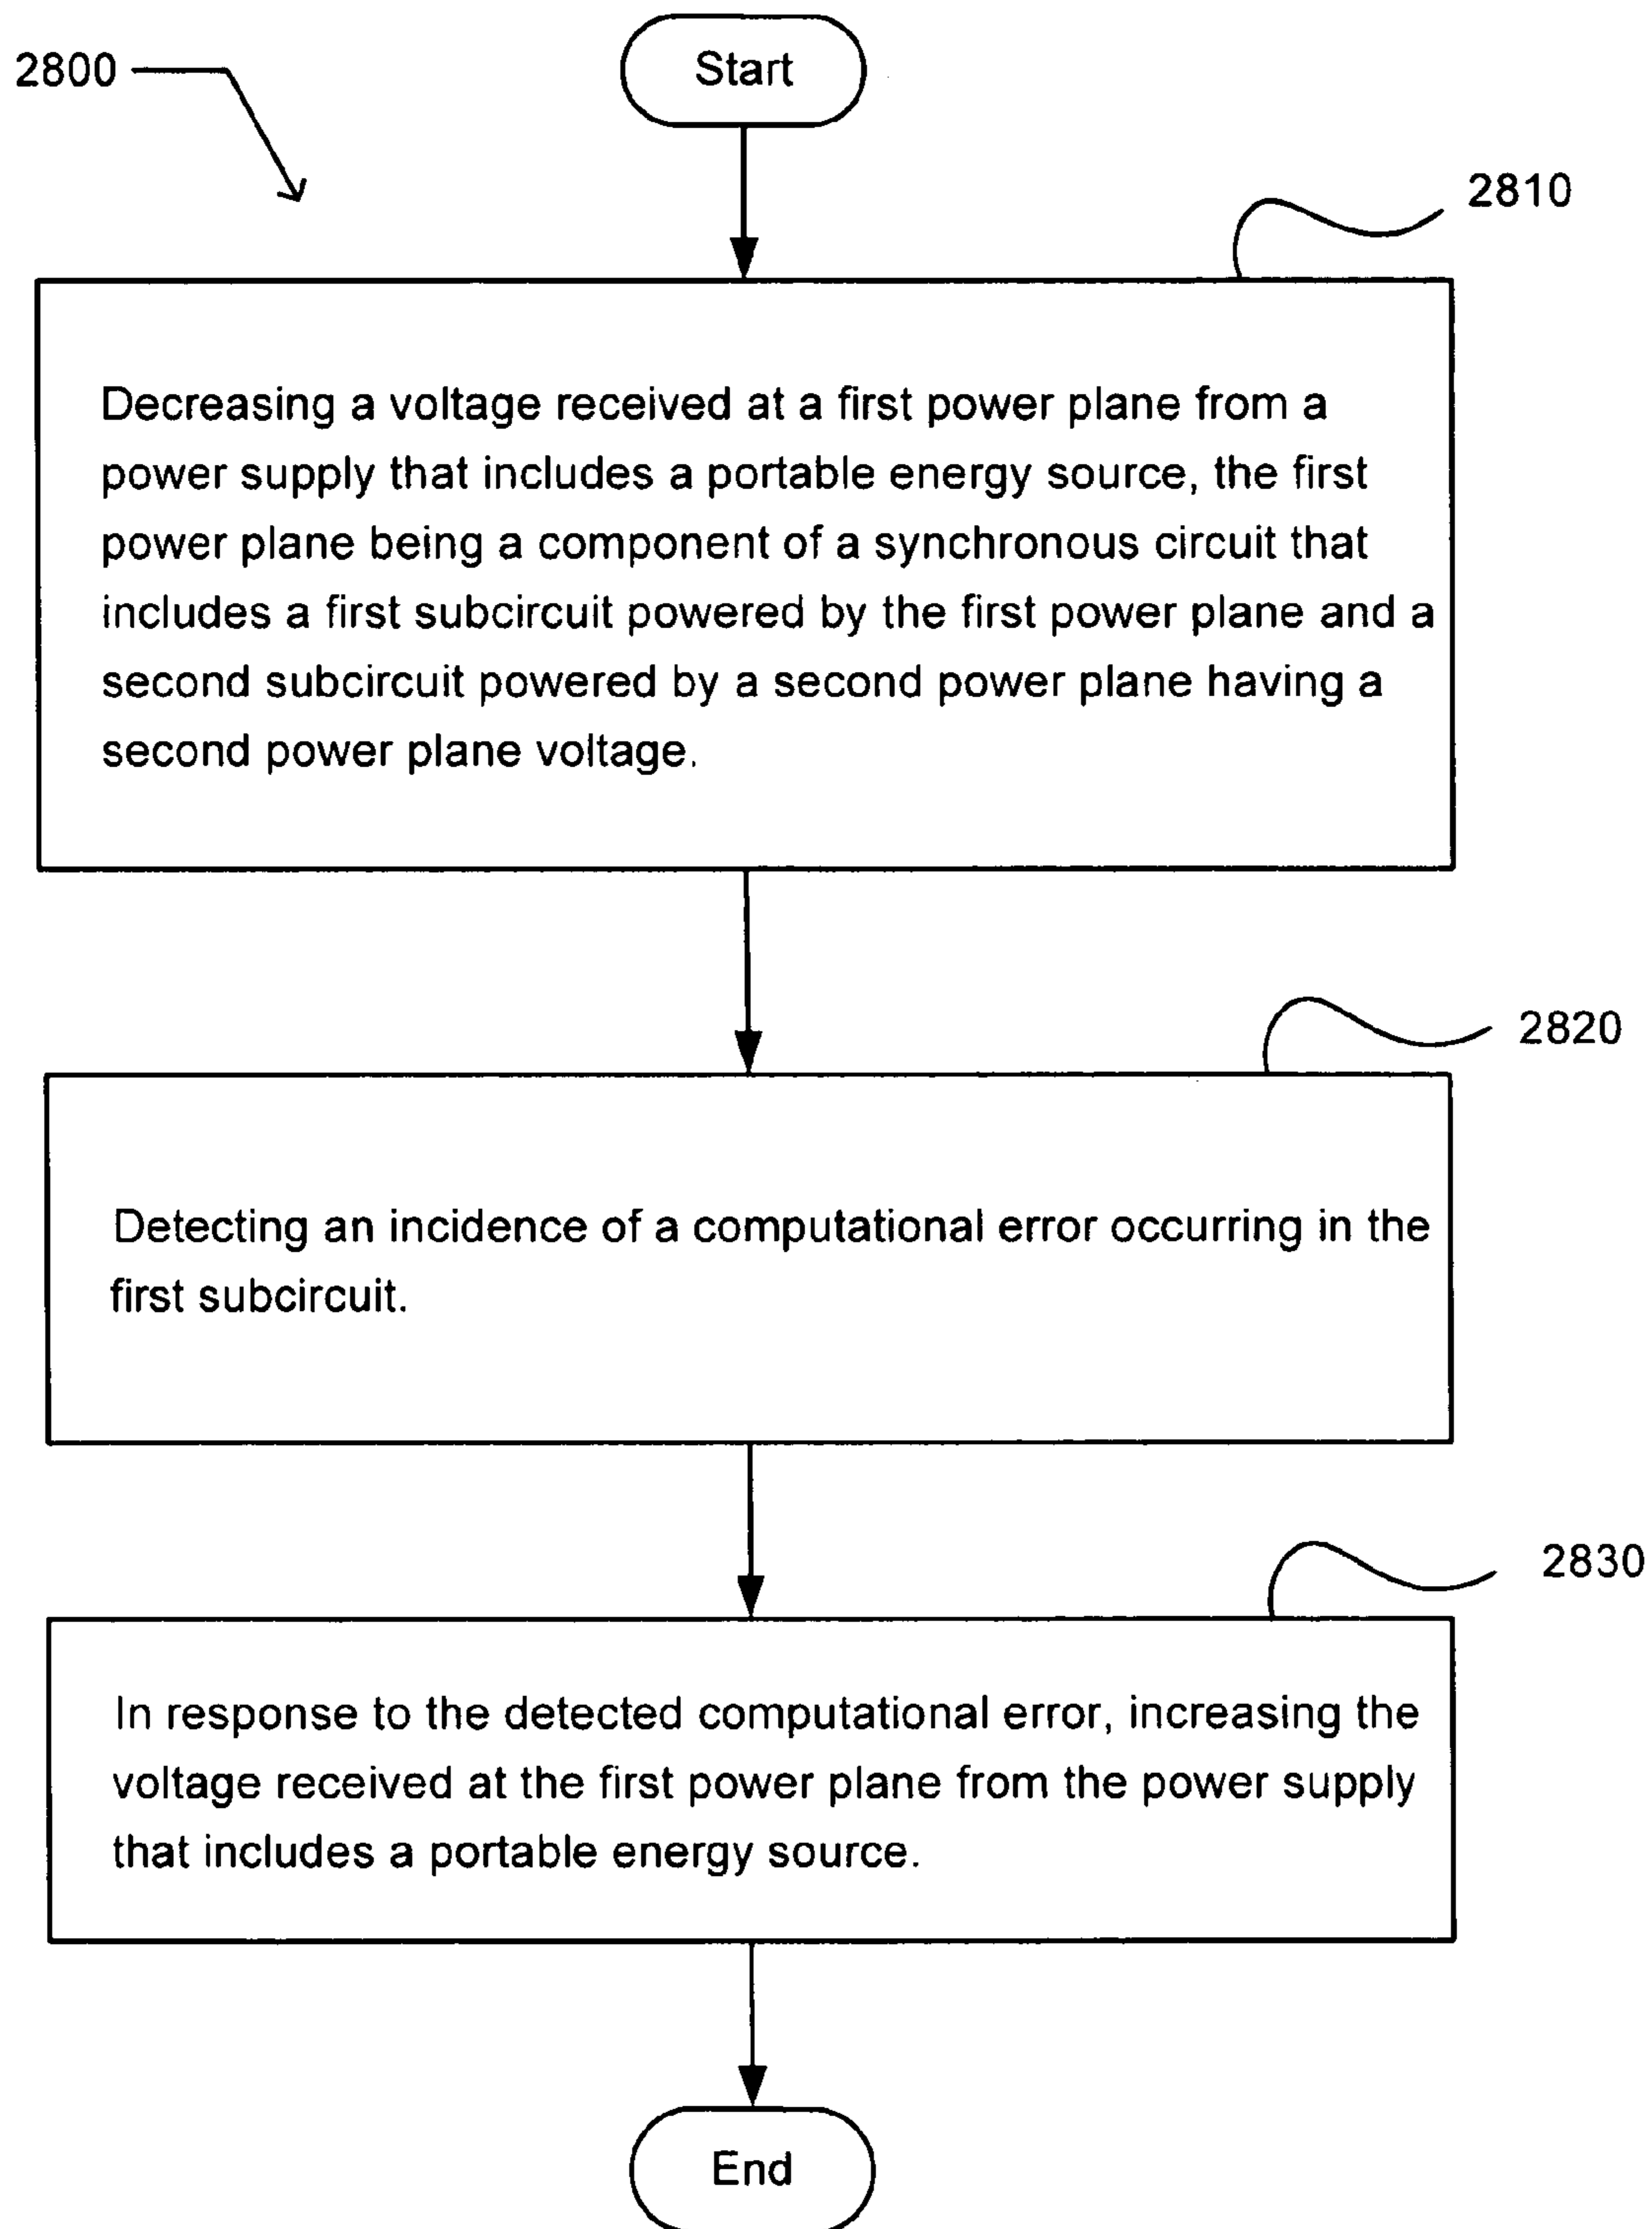 2800
Start
2810
Decreasing a voltage received at a first power plane from a
power supply that includes a portable energy source, the first
power plane being a component of a synchronous circuit that
includes a first subcircuit powered by the first power plane and a
second subcircuit powered by a second power plane having a
second power plane voltage.
2820
Detecting an incidence of a computational error occurring in the
first subcircuit.
2830
In response to the detected computational error, increasing the
voltage received at the first power plane from the power supply
that includes a portable energy source.
End